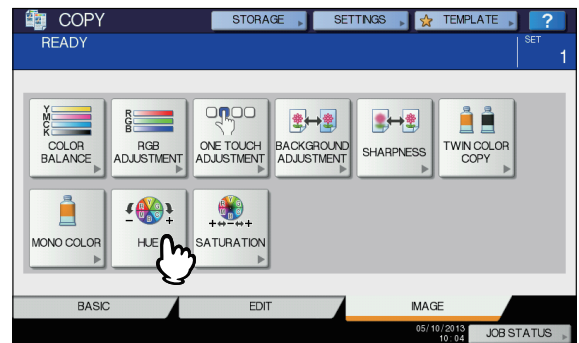 COPY
STORAGE
SETTINGS
TEMPLATE
?
READY
SET
1
Y
M
C
K
COLOR
BALANCE
R
G
B
RGB
ADJUSTMENT
ONE TOUCH
ADJUSTMENT
BACKGROUND
ADJUSTMENT
SHARPNESS
TWIN COLOR
COPY
MONO COLOR
- +
HUE
+↔-↔+
SATURATION
BASIC
EDIT
IMAGE
05/10/2013
10:04
JOB STATUS